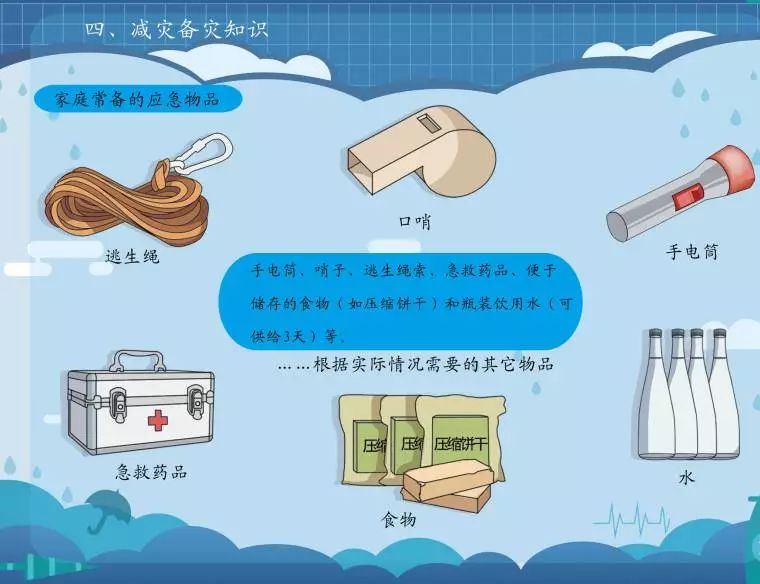 四、减灾备灾知识
家庭常备的应急物品
口哨
逃生绳
手电筒
手电筒、哨子、逃生绳索、急救药品、便于
储存的食物（如压缩饼干）和瓶装饮用水（可
供给3天）等。
……根据实际情况需要的其它物品
压缩
压缩
压缩饼干
急救药品
食物
水